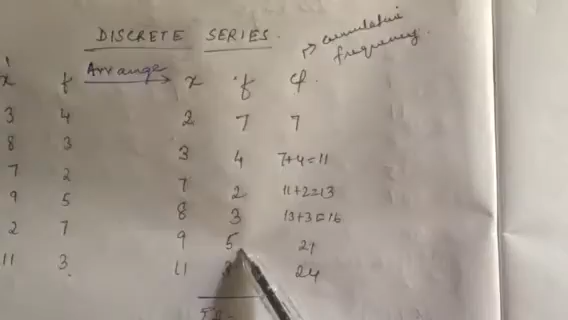 DISCRETE SERIES.
→ Cumulative frequency.
x f Arrange x f cf.
3 4 2 7 7
8 3 3 4 7+4=11
7 2 7 2 11+2=13
9 5 8 3 13+3=16
2 7 9 5 21
11 3. 11 24